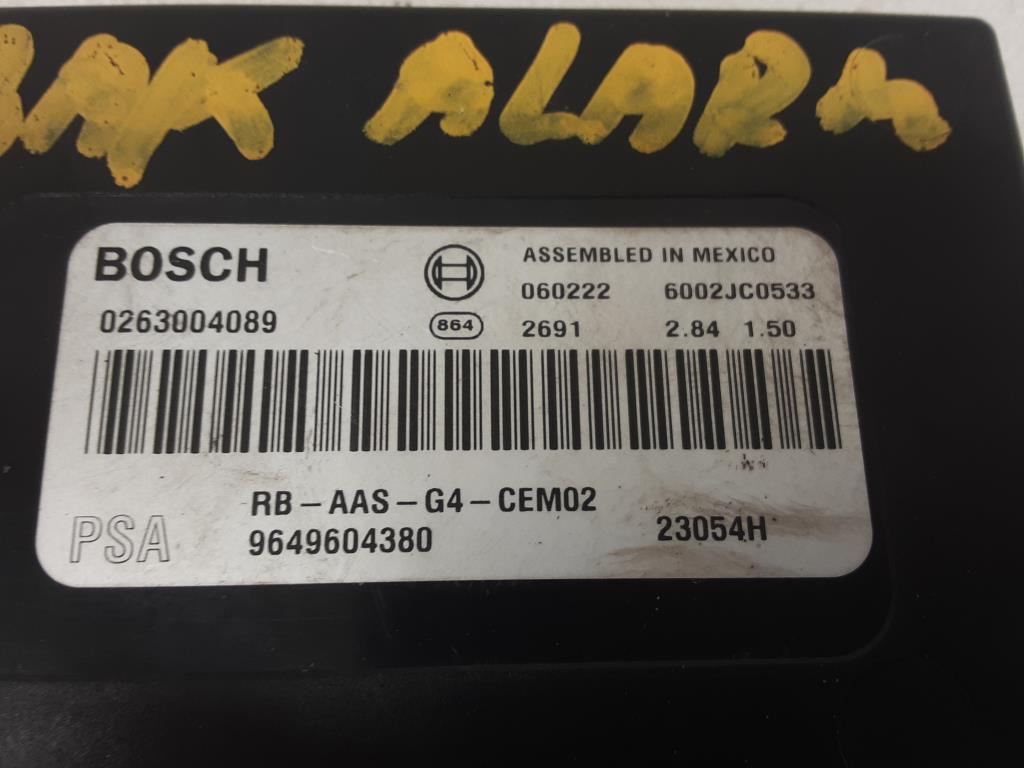 ALARM
BOSCH
ASSEMBLED IN MEXICO
060222 6002JC0533
0263004089
864
2691 2.84 1.50
RB-AAS-G4-CEM02
PSA
9649604380
23054H